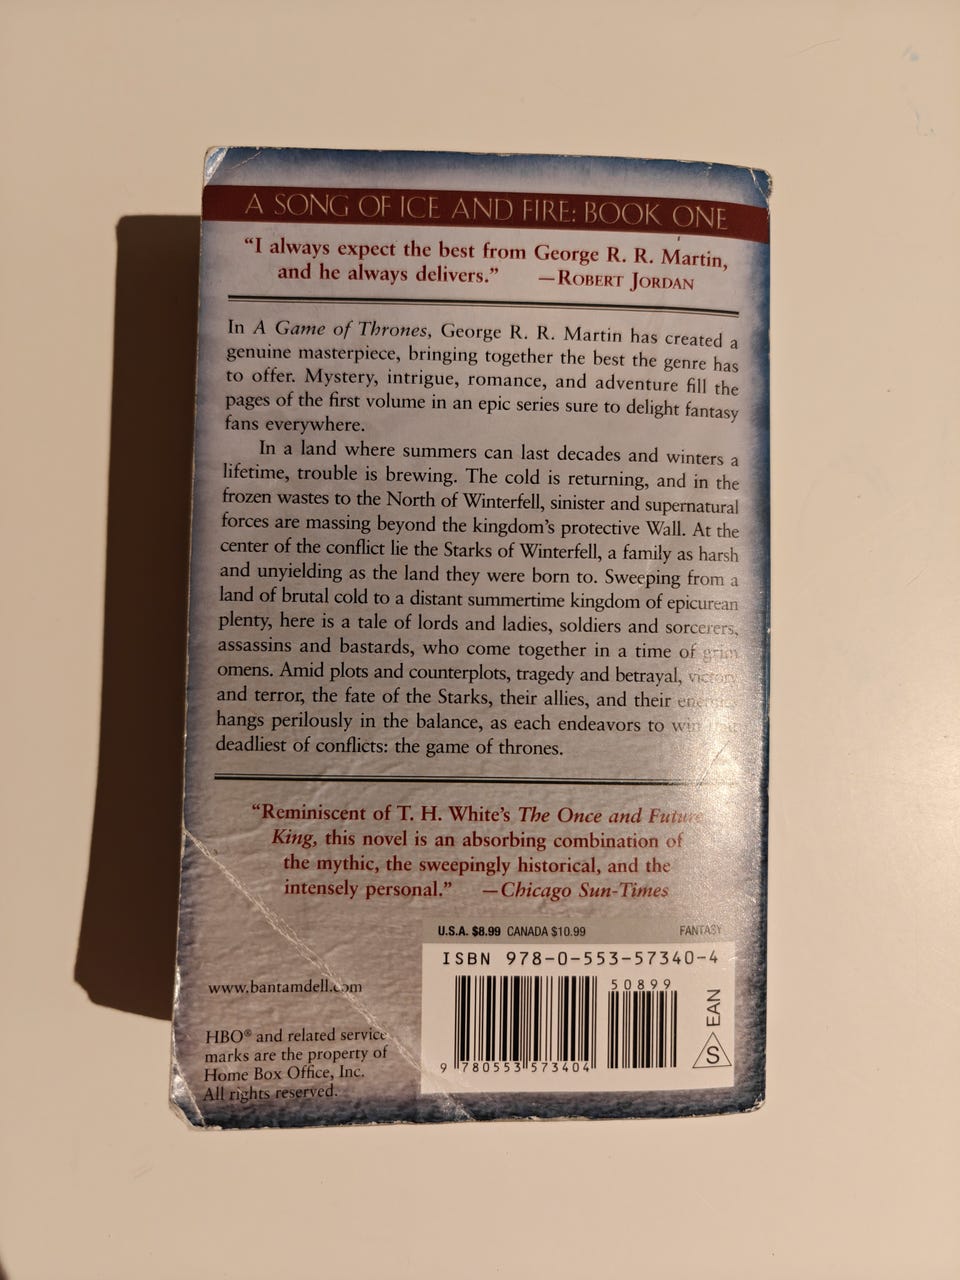 A SONG OF ICE AND FIRE: BOOK ONE
“I always expect the best from George R. R. Martin,
and he always delivers.” —ROBERT JORDAN
In A Game of Thrones, George R. R. Martin has created a
genuine masterpiece, bringing together the best the genre has
to offer. Mystery, intrigue, romance, and adventure fill the
pages of the first volume in an epic series sure to delight fantasy
fans everywhere.
In a land where summers can last decades and winters a
lifetime, trouble is brewing. The cold is returning, and in the
frozen wastes to the North of Winterfell, sinister and supernatural
forces are massing beyond the kingdom’s protective Wall. At the
center of the conflict lie the Starks of Winterfell, a family as harsh
and unyielding as the land they were born to. Sweeping from a
land of brutal cold to a distant summertime kingdom of epicurean
plenty, here is a tale of lords and ladies, soldiers and sorcerers,
assassins and bastards, who come together in a time of grim
omens. Amid plots and counterplots, tragedy and betrayal, victory
and terror, the fate of the Starks, their allies, and their enemies
hangs perilously in the balance, as each endeavors to win
deadliest of conflicts: the game of thrones.
“Reminiscent of T. H. White’s The Once and Future
King, this novel is an absorbing combination of
the mythic, the sweepingly historical, and the
intensely personal.” —Chicago Sun-Times
U.S.A. $8.99 CANADA $10.99 FANTASY
ISBN 978-0-553-57340-4
50899
9 780553 573404
S EAN
www.bantamdell.com
HBO® and related service
marks are the property of
Home Box Office, Inc.
All rights reserved.